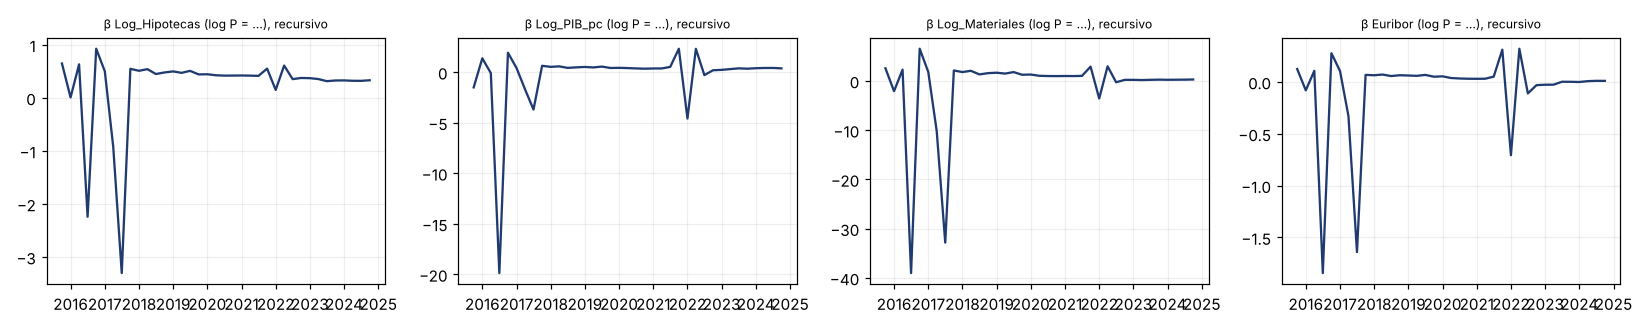 β Log_Hipotecas (log P = ...), recursivo
1
0
−1
−2
−3
2016 2017 2018 2019 2020 2021 2022 2023 2024 2025
β Log_PIB_pc (log P = ...), recursivo
0
−5
−10
−15
−20
2016 2017 2018 2019 2020 2021 2022 2023 2024 2025
β Log_Materiales (log P = ...), recursivo
0
−10
−20
−30
−40
2016 2017 2018 2019 2020 2021 2022 2023 2024 2025
β Euribor (log P = ...), recursivo
0.0
−0.5
−1.0
−1.5
2016 2017 2018 2019 2020 2021 2022 2023 2024 2025